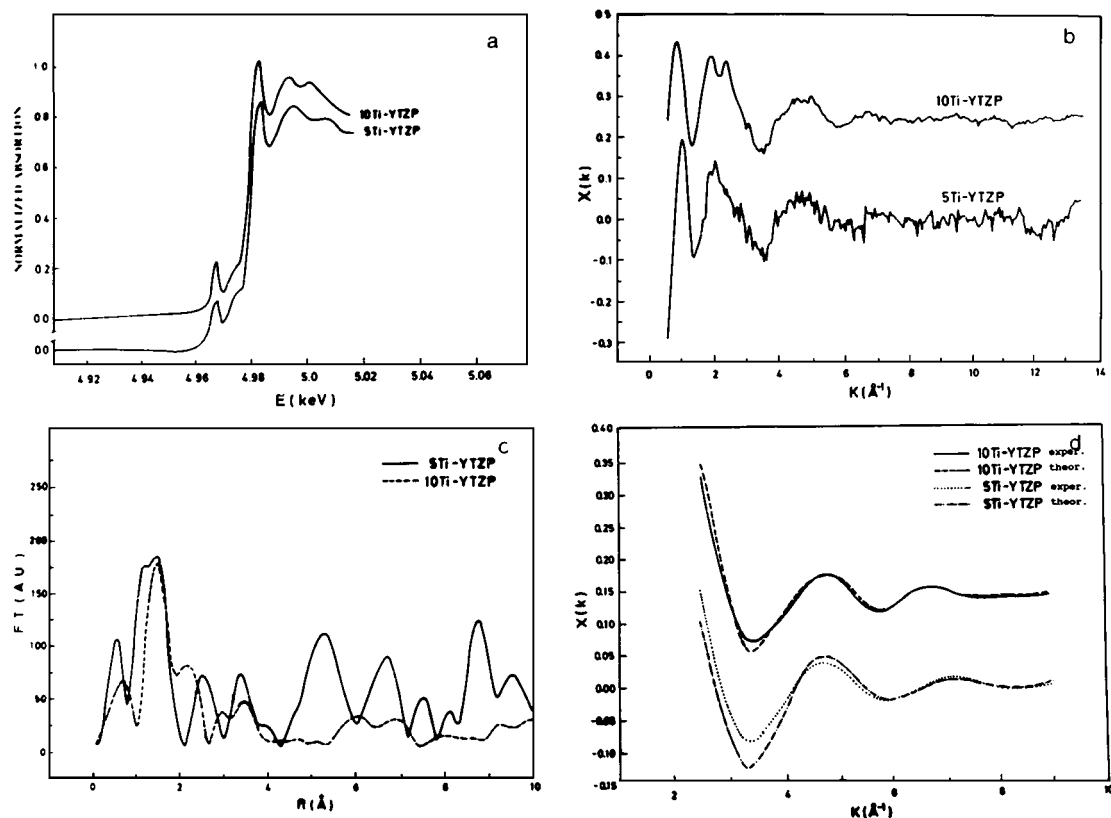 a
NORMALIZED ABSORPTION
1.0
0.8
0.6
0.4
0.2
0.0
0.0
10Ti-YTZP
5Ti-YTZP
4.92 4.94 4.96 4.98 5.0 5.02 5.04 5.06
E (keV)
b
X(k)
0.5
0.4
0.3
0.2
0.1
0.0
-0.1
-0.2
-0.3
10Ti-YTZP
5Ti-YTZP
0 2 4 6 8 10 12 14
K(Å⁻¹)
c
F T (A U)
250
200
150
100
50
0
5Ti-YTZP
10Ti-YTZP
0 2 4 6 8 10
R(Å)
d
X(k)
0.40
0.35
0.30
0.25
0.20
0.15
0.10
0.05
0.00
-0.05
-0.10
-0.15
10Ti-YTZP exper.
10Ti-YTZP theor.
5Ti-YTZP exper.
5Ti-YTZP theor.
2 4 6 8 10
K(Å⁻¹)